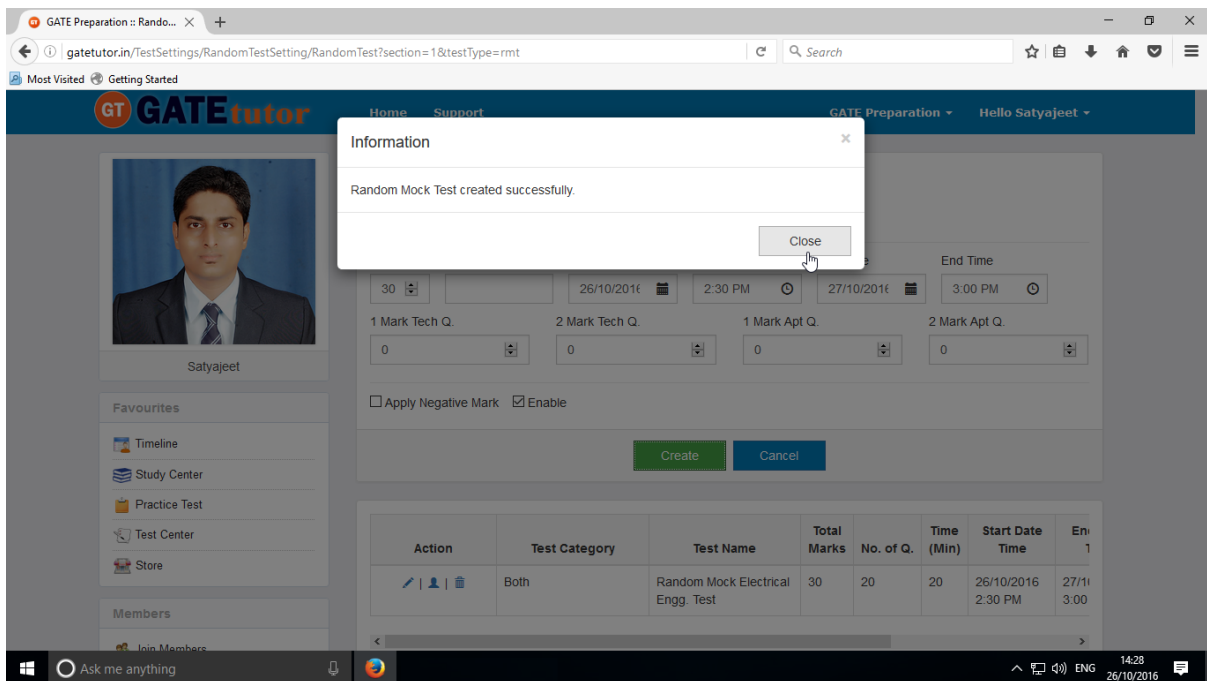 GATE Preparation :: Rando...
gatetutor.in/TestSettings/RandomTestSetting/RandomTest?section=1&testType=rmt
Search
Most Visited Getting Started
GT GATEtutor
Home Support GATE Preparation Hello Satyajeet
Information
Random Mock Test created successfully.
Close
End Time
30 26/10/2016 2:30 PM 27/10/2016 3:00 PM
1 Mark Tech Q. 2 Mark Tech Q. 1 Mark Apt Q. 2 Mark Apt Q.
0 0 0 0
Satyajeet
Apply Negative Mark Enable
Favourites
Timeline
Create Cancel
Study Center
Practice Test
Test Center
Store
Action Test Category Test Name Total Marks No. of Q. Time (Min) Start Date Time
Both Random Mock Electrical 30 20 20 26/10/2016 27/1
Engg. Test 2:30 PM 3:00
Members
Join Members
Ask me anything
ENG 14:28
26/10/2016